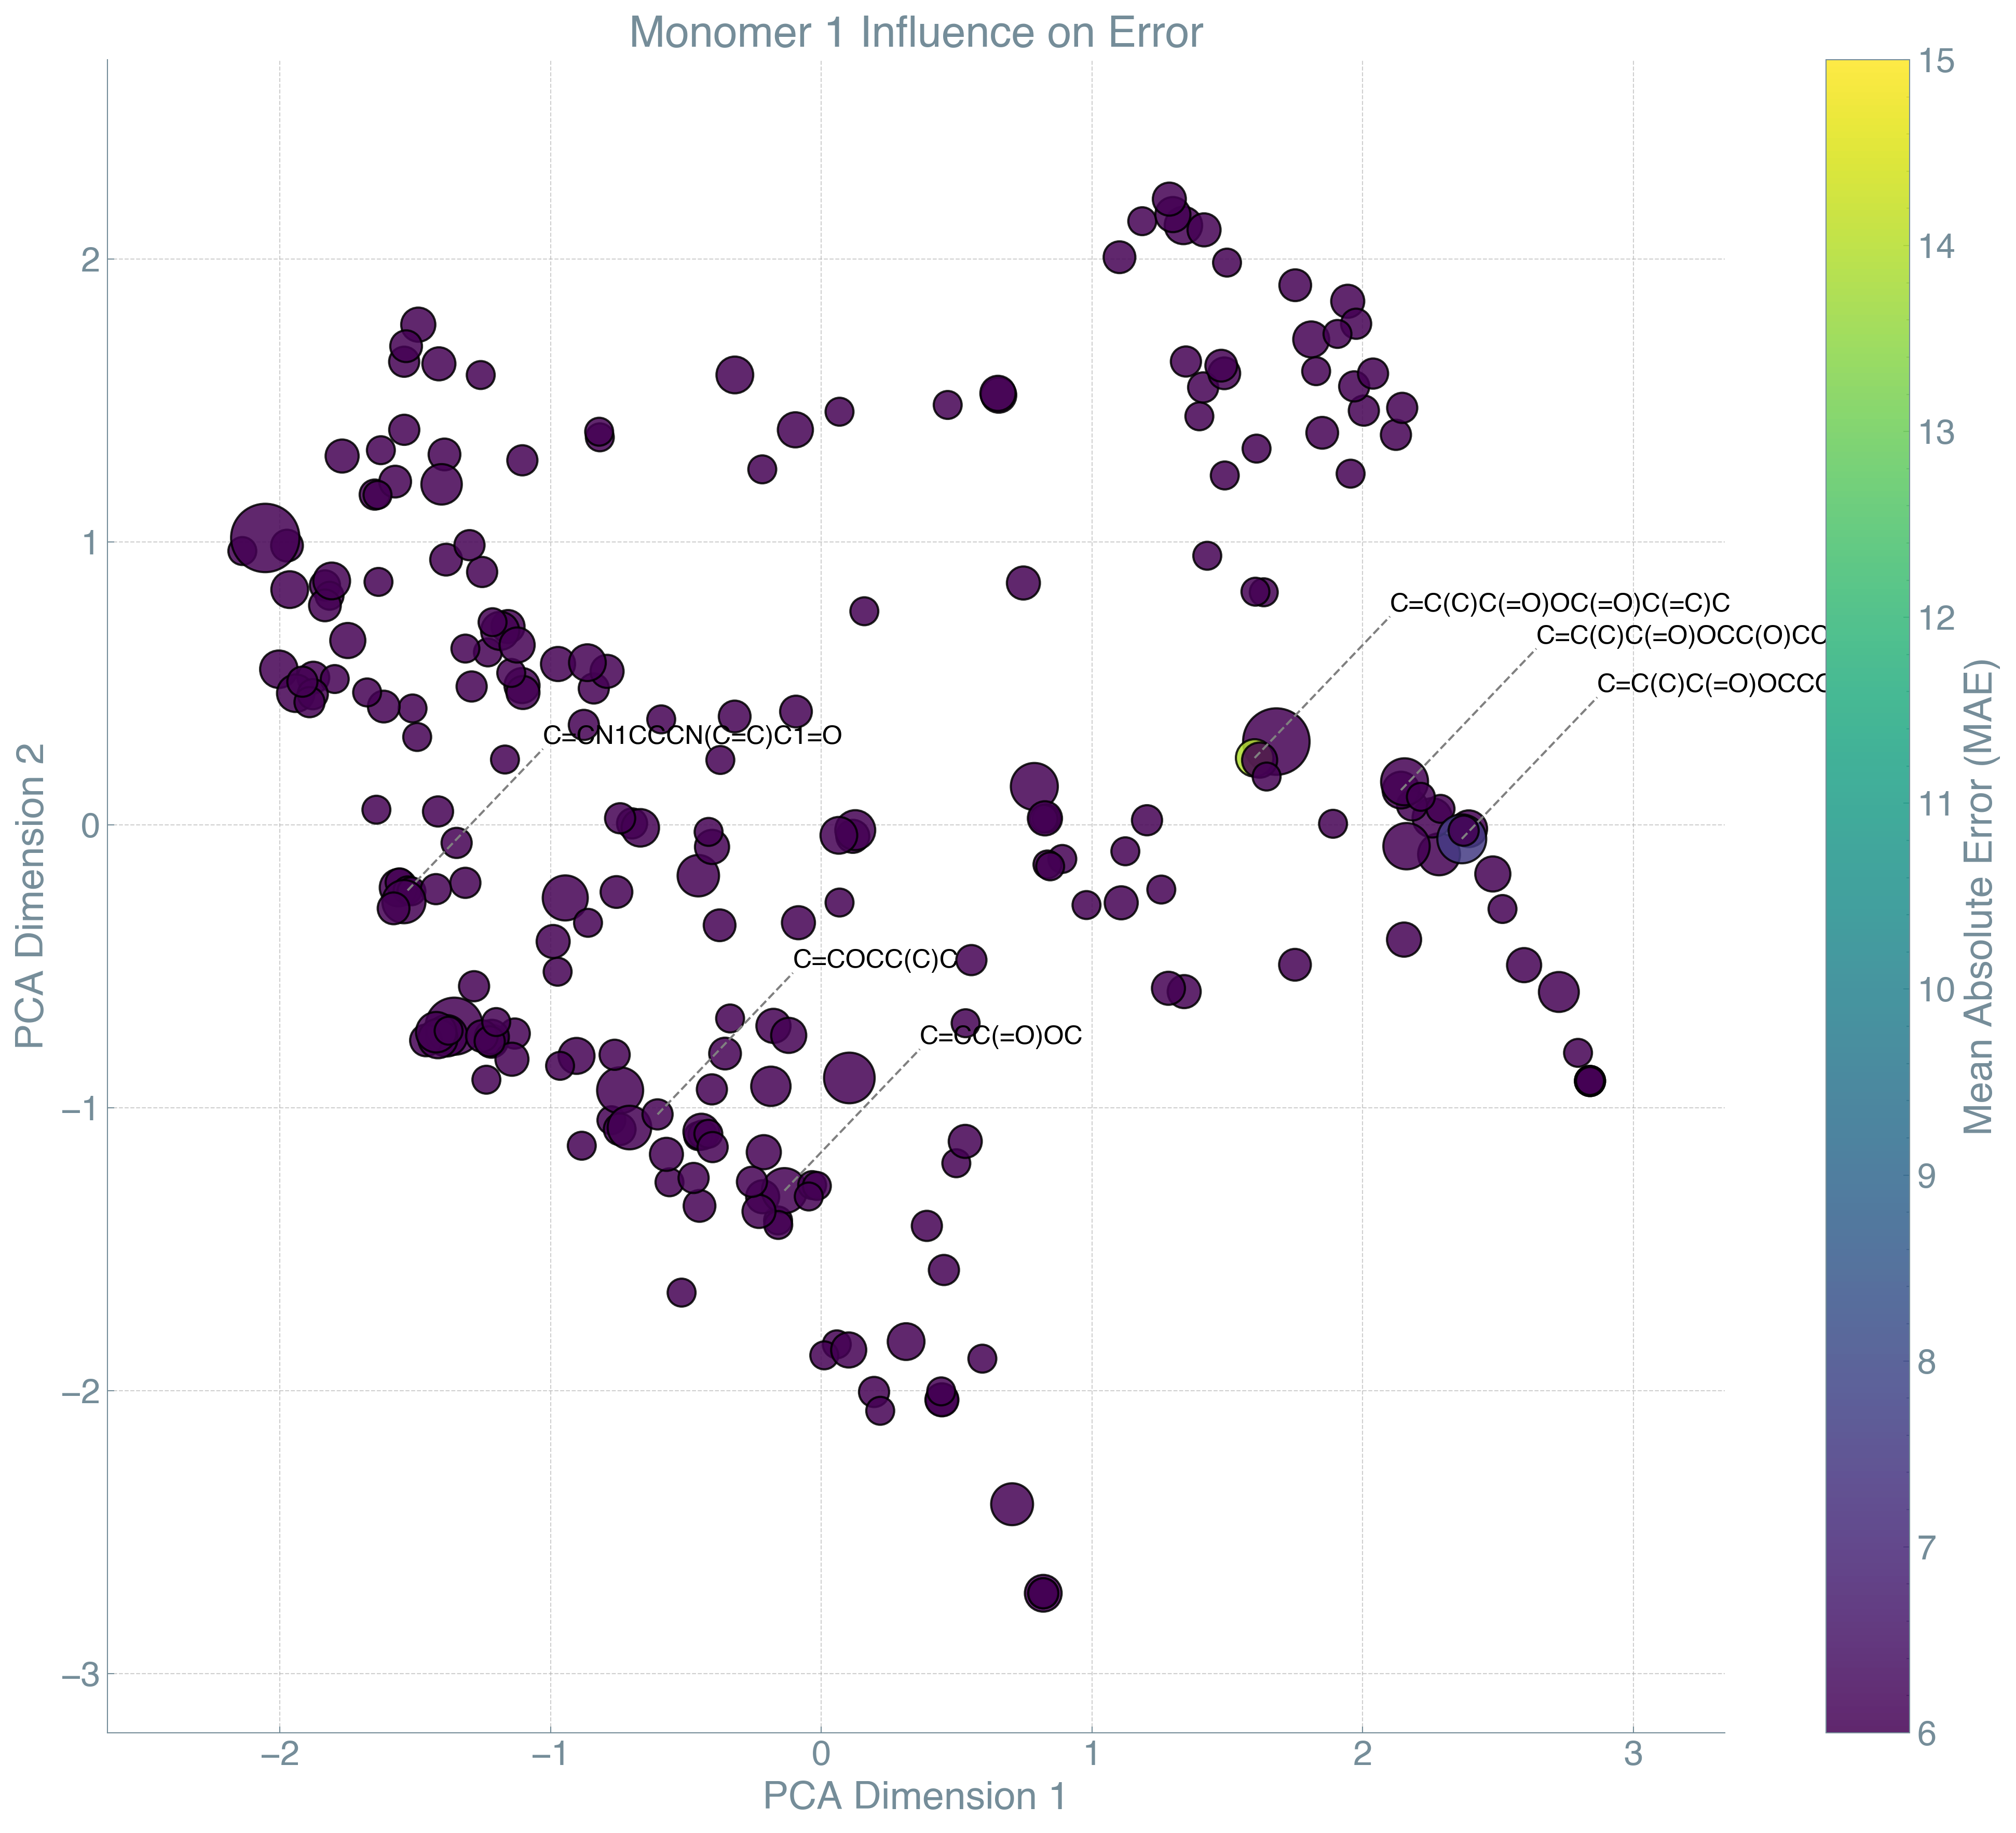 Monomer 1 Influence on Error
15
14
13
12
11
10
9
8
7
6
Mean Absolute Error (MAE)
2
1
0
−1
−2
−3
PCA Dimension 2
C=C(C)C(=O)OC(=O)C(=C)C
C=C(C)C(=O)OCC(O)CO
C=C(C)C(=O)OCCO
C=CN1CCCN(C=C)C1=O
C=COCC(C)C
C=CC(=O)OC
−2
−1
0
1
2
3
PCA Dimension 1